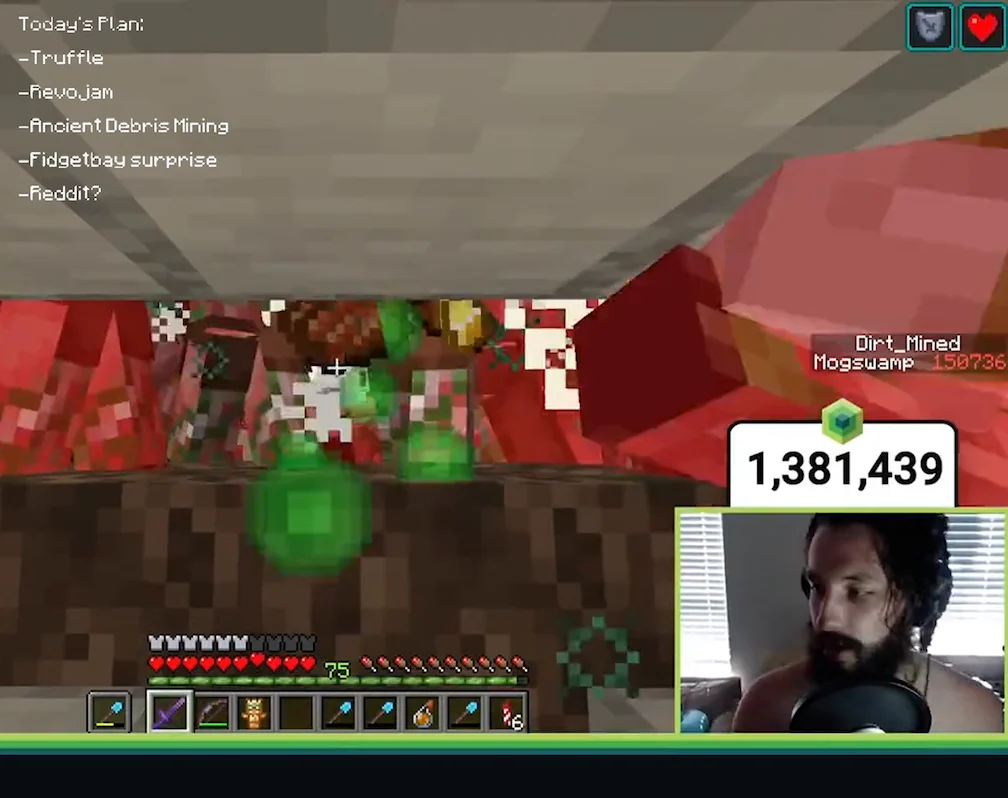 Today's Plan:
-Truffle
-Revojam
-Ancient Debris Mining
-Fidgetbay surprise
-Reddit?
Dirt_Mined
Mogswamp 150736
1,381,439
75
6